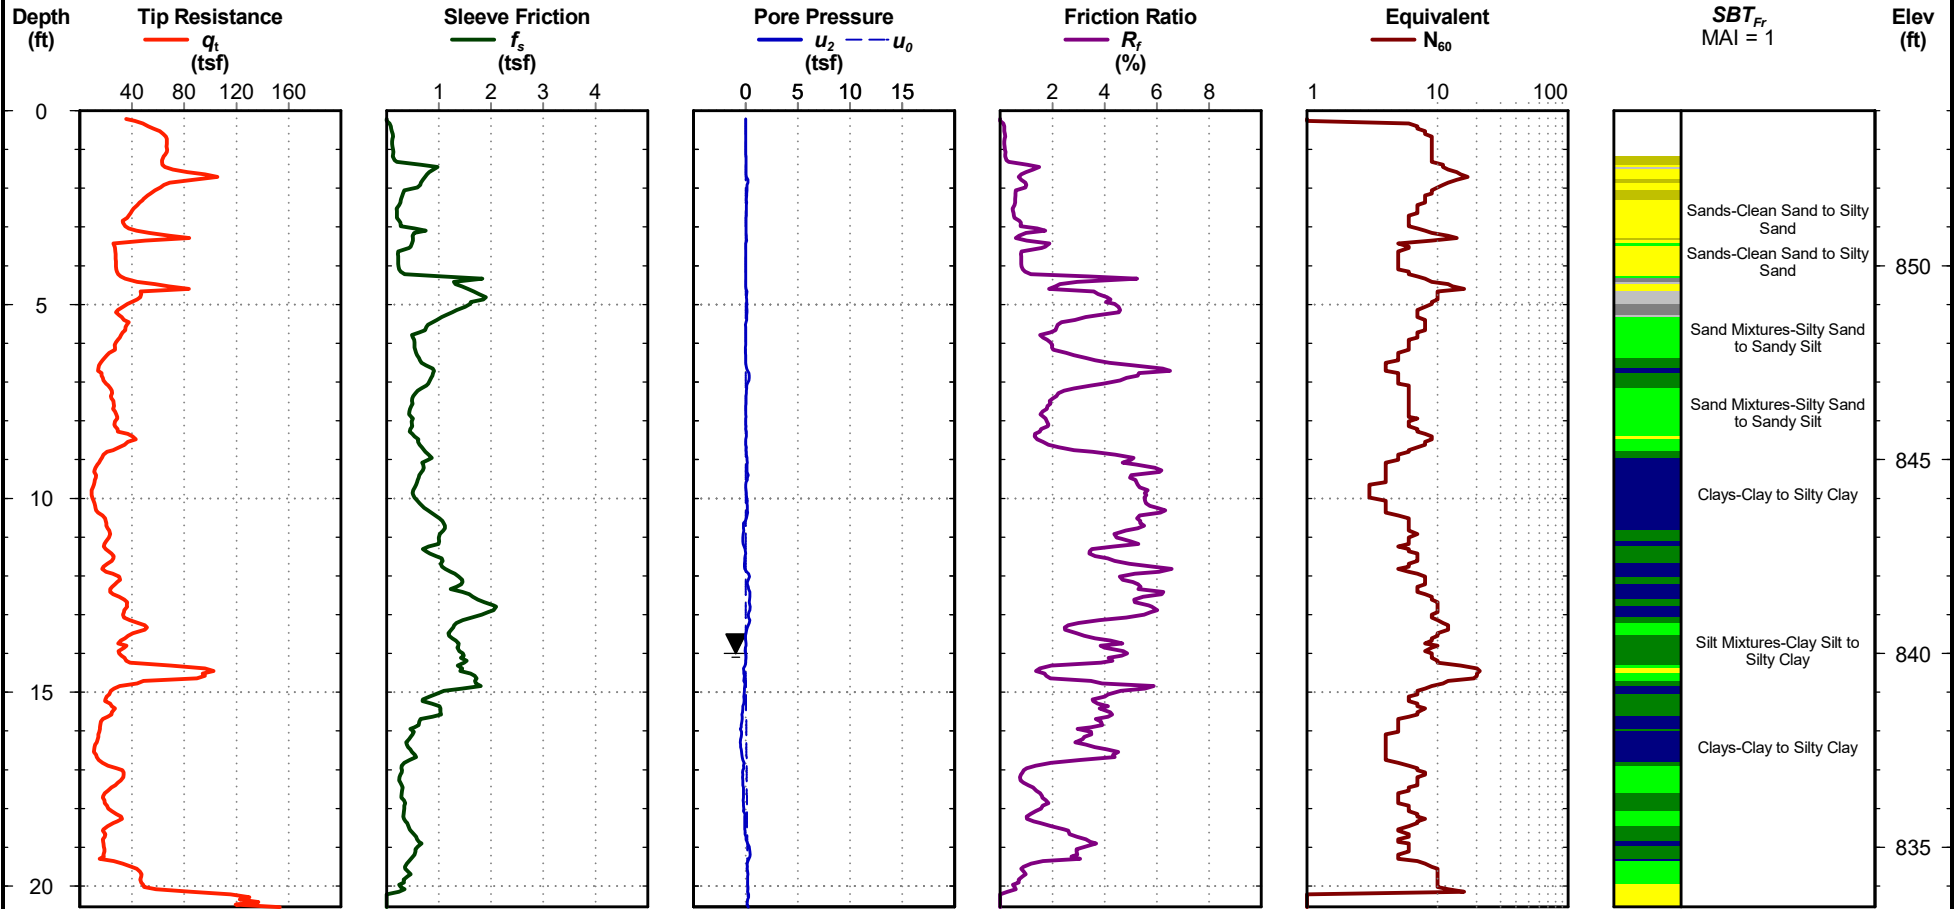 Depth
(ft)
Tip Resistance
qt
(tsf)
Sleeve Friction
fs
(tsf)
Pore Pressure
u2 u0
(tsf)
Friction Ratio
Rf
(%)
Equivalent
N60
SBTFr
MAI = 1
Elev
(ft)
40 80 120 160
1 2 3 4
0 5 10 15
2 4 6 8
1 10 100
0
5
10
15
20
Sands-Clean Sand to Silty
Sand
Sands-Clean Sand to Silty
Sand
Sand Mixtures-Silty Sand
to Sandy Silt
Sand Mixtures-Silty Sand
to Sandy Silt
Clays-Clay to Silty Clay
Silt Mixtures-Clay Silt to
Silty Clay
Clays-Clay to Silty Clay
850
845
840
835